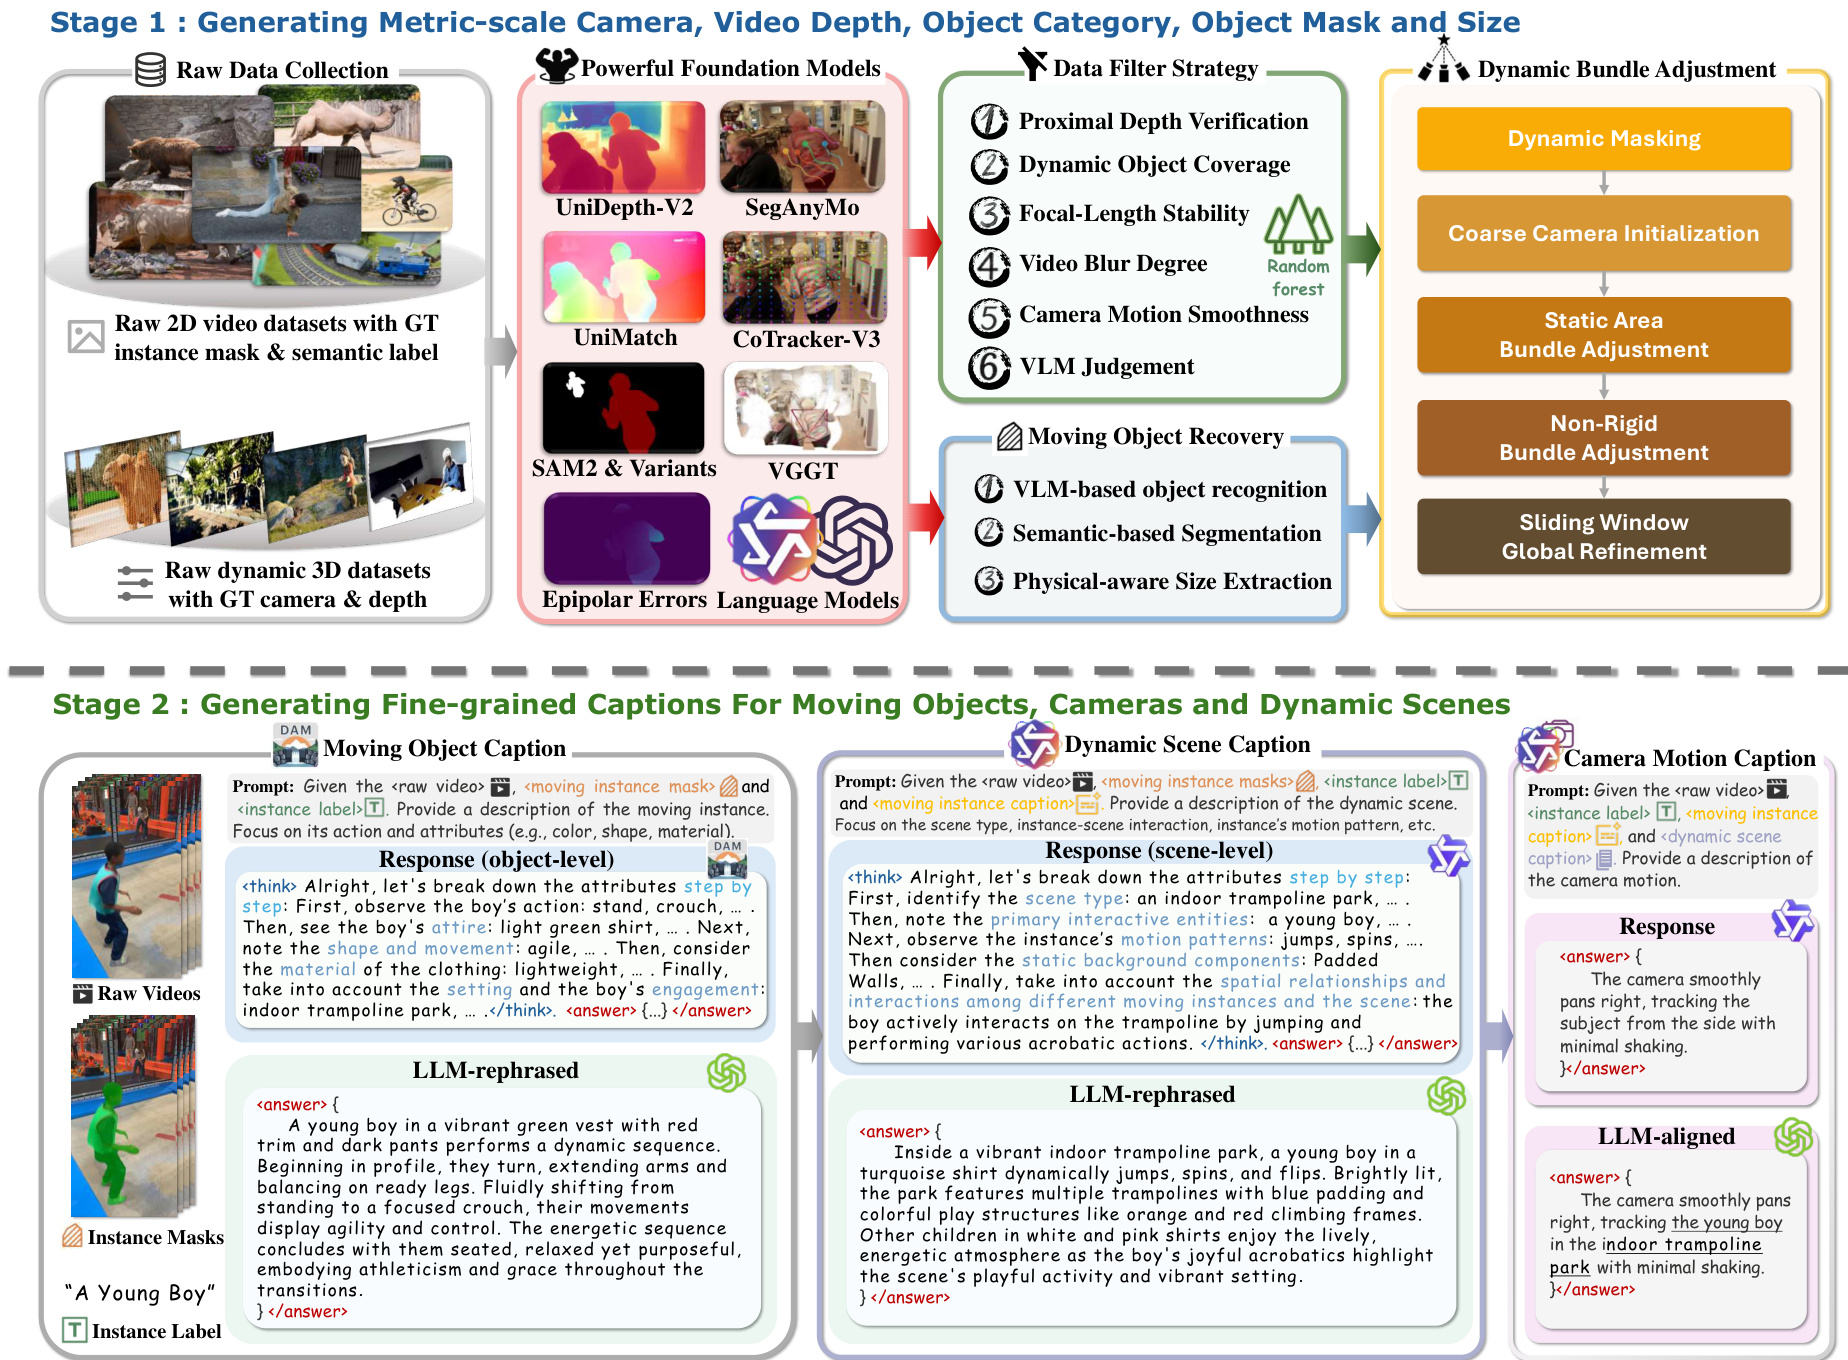 Stage 1 : Generating Metric-scale Camera, Video Depth, Object Category, Object Mask and Size
Raw Data Collection
Raw 2D video datasets with GT
instance mask & semantic label
Raw dynamic 3D datasets
with GT camera & depth
Powerful Foundation Models
UniDepth-V2
SegAnyMo
UniMatch
CoTracker-V3
SAM2 & Variants
VGGT
Epipolar Errors
Language Models
Data Filter Strategy
1 Proximal Depth Verification
2 Dynamic Object Coverage
3 Focal-Length Stability
4 Video Blur Degree
5 Camera Motion Smoothness
6 VLM Judgement
Random
forest
Moving Object Recovery
1 VLM-based object recognition
2 Semantic-based Segmentation
3 Physical-aware Size Extraction
Dynamic Bundle Adjustment
Dynamic Masking
Coarse Camera Initialization
Static Area
Bundle Adjustment
Non-Rigid
Bundle Adjustment
Sliding Window
Global Refinement
Stage 2 : Generating Fine-grained Captions For Moving Objects, Cameras and Dynamic Scenes
DAM
Moving Object Caption
Raw Videos
Instance Masks
“A Young Boy”
T Instance Label
Prompt: Given the <raw video>, <moving instance mask> and
<instance label> T. Provide a description of the moving instance.
Focus on its action and attributes (e.g., color, shape, material).
Response (object-level)
DAM
<think> Alright, let's break down the attributes step by
step: First, observe the boy’s action: stand, crouch, … .
Then, see the boy's attire: light green shirt, … . Next,
note the shape and movement: agile, … . Then, consider
the material of the clothing: lightweight, … . Finally,
take into account the setting and the boy's engagement:
indoor trampoline park, … .</think>. <answer> {…} </answer>
LLM-rephrased
<answer> {
A young boy in a vibrant green vest with red
trim and dark pants performs a dynamic sequence.
Beginning in profile, they turn, extending arms and
balancing on ready legs. Fluidly shifting from
standing to a focused crouch, their movements
display agility and control. The energetic sequence
concludes with them seated, relaxed yet purposeful,
embodying athleticism and grace throughout the
transitions.
} </answer>
Dynamic Scene Caption
Prompt: Given the <raw video>, <moving instance masks>, <instance label> T
and <moving instance caption>. Provide a description of the dynamic scene.
Focus on the scene type, instance-scene interaction, instance’s motion pattern, etc.
Response (scene-level)
<think> Alright, let's break down the attributes step by step:
First, identify the scene type: an indoor trampoline park, … .
Then, note the primary interactive entities: a young boy, … .
Next, observe the instance’s motion patterns: jumps, spins, ….
Then consider the static background components: Padded
Walls, … . Finally, take into account the spatial relationships and
interactions among different moving instances and the scene: the
boy actively interacts on the trampoline by jumping and
performing various acrobatic actions. </think>. <answer> {…} </answer>
LLM-rephrased
<answer> {
Inside a vibrant indoor trampoline park, a young boy in a
turquoise shirt dynamically jumps, spins, and flips. Brightly lit,
the park features multiple trampolines with blue padding and
colorful play structures like orange and red climbing frames.
Other children in white and pink shirts enjoy the lively,
energetic atmosphere as the boy's joyful acrobatics highlight
the scene's playful activity and vibrant setting.
} </answer>
Camera Motion Caption
Prompt: Given the <raw video>,
<instance label> T, <moving instance
caption>, and <dynamic scene
caption>. Provide a description of
the camera motion.
Response
<answer> {
The camera smoothly
pans right, tracking the
subject from the side with
minimal shaking.
}</answer>
LLM-aligned
<answer> {
The camera smoothly pans
right, tracking the young boy
in the indoor trampoline
park with minimal shaking.
}</answer>